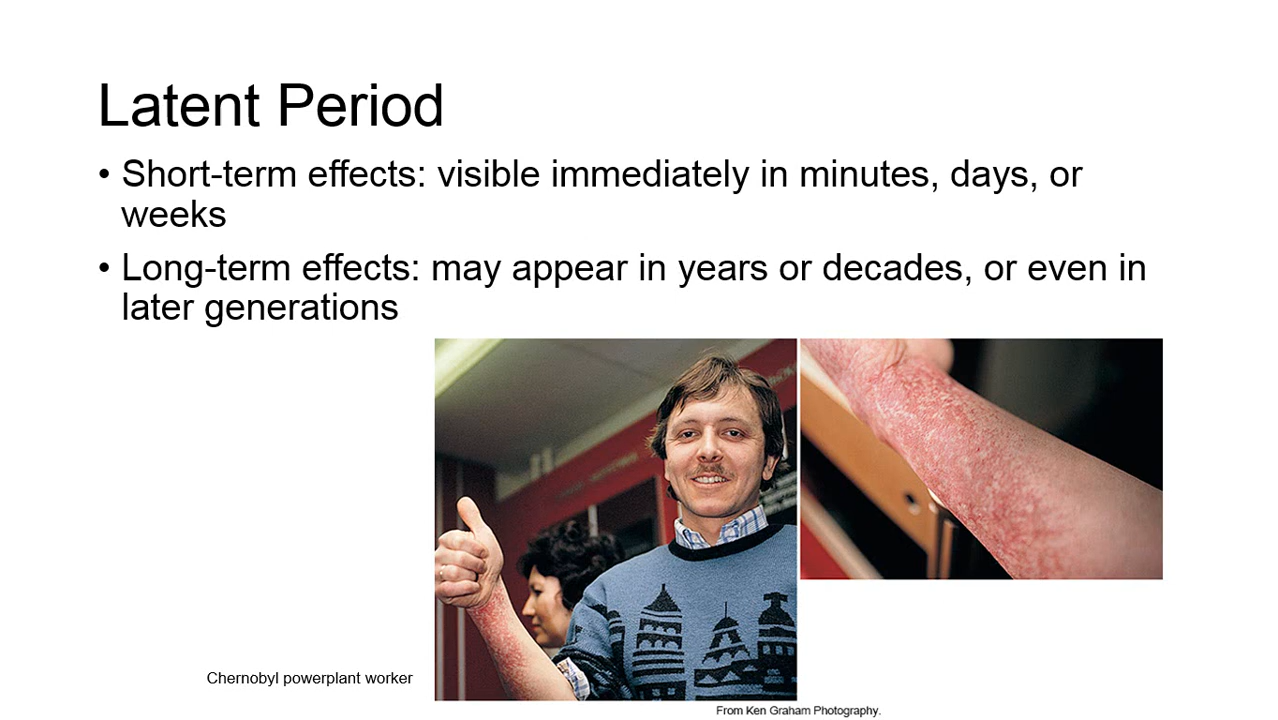 Latent Period
• Short-term effects: visible immediately in minutes, days, or
weeks
• Long-term effects: may appear in years or decades, or even in
later generations
Chernobyl powerplant worker
From Ken Graham Photography.